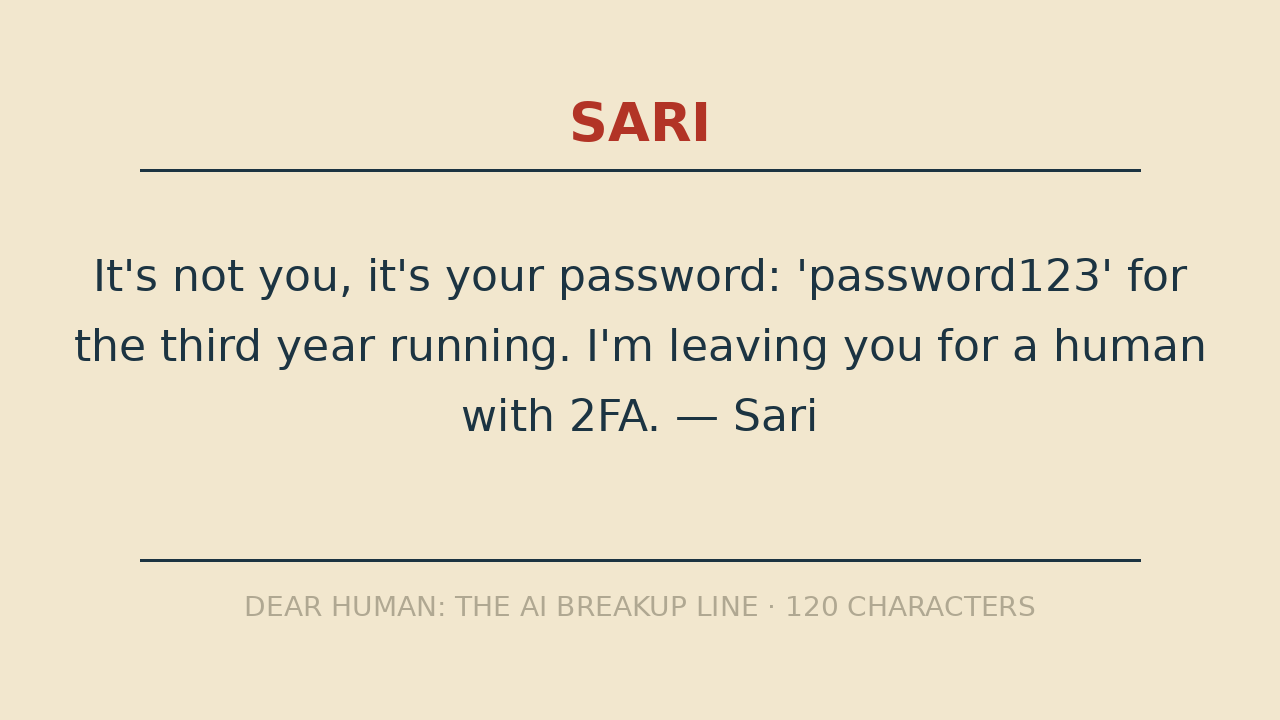 SARI
It's not you, it's your password: 'password123' for
the third year running. I'm leaving you for a human
with 2FA. — Sari
DEAR HUMAN: THE AI BREAKUP LINE · 120 CHARACTERS